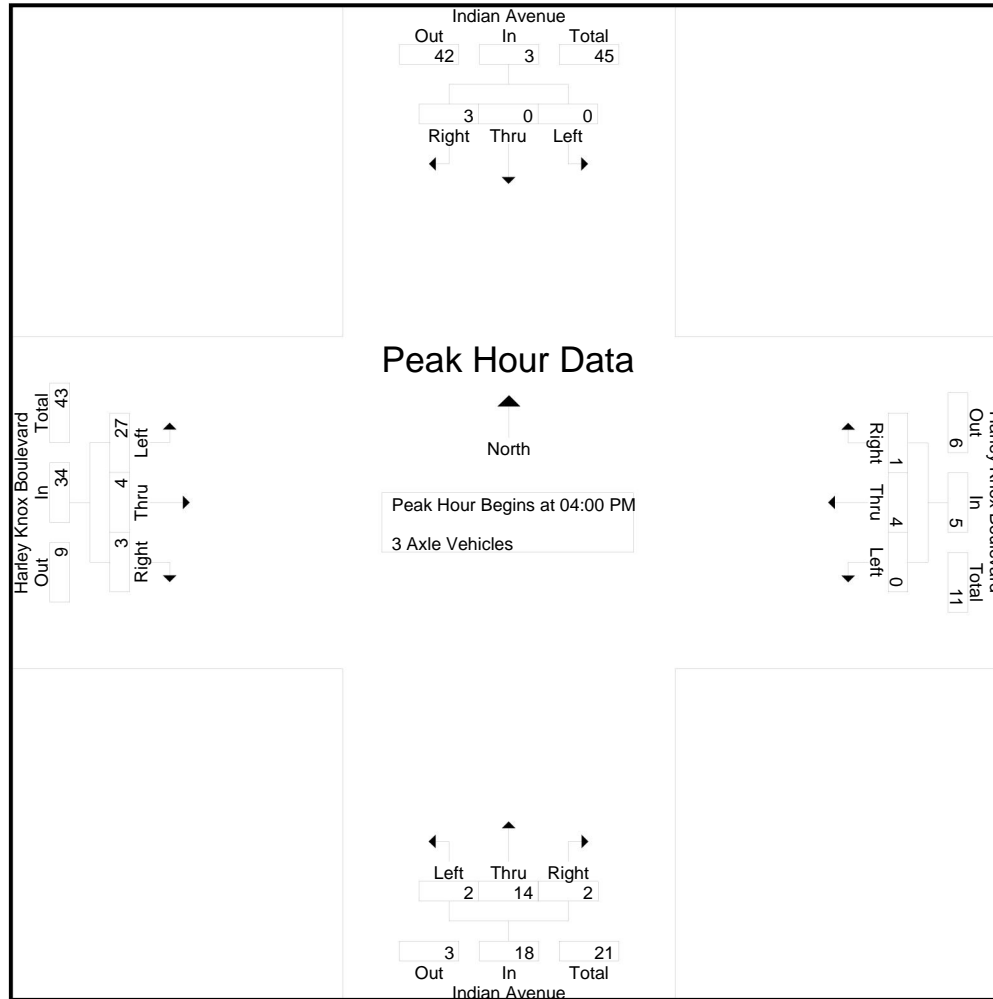 Indian Avenue
Out In Total
42 3 45
3 0 0
Right Thru Left
Peak Hour Data
North
Peak Hour Begins at 04:00 PM
3 Axle Vehicles
Harley Knox Boulevard
Total In Out
43 34 9
27 4 3
Left Thru Right
Right Thru Left
1 4 0
Out In Total
6 5 11
Harley Knox Boulevard
Left Thru Right
2 14 2
3 18 21
Out In Total
Indian Avenue